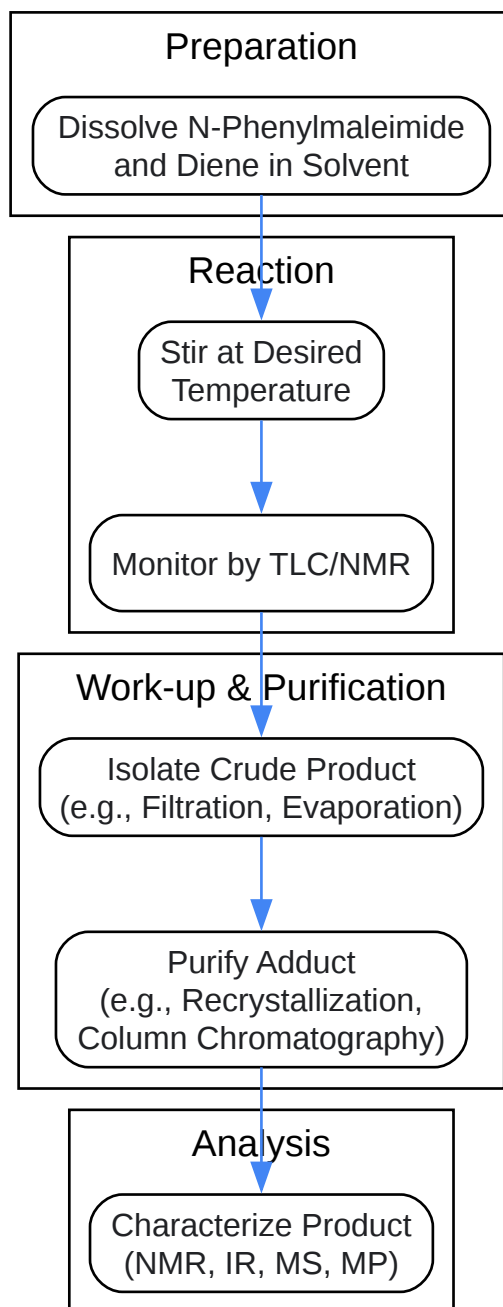 Preparation
Dissolve N-Phenylmaleimide
and Diene in Solvent
Reaction
Stir at Desired
Temperature
Monitor by TLC/NMR
Work-up & Purification
Isolate Crude Product
(e.g., Filtration, Evaporation)
Purify Adduct
(e.g., Recrystallization,
Column Chromatography)
Analysis
Characterize Product
(NMR, IR, MS, MP)